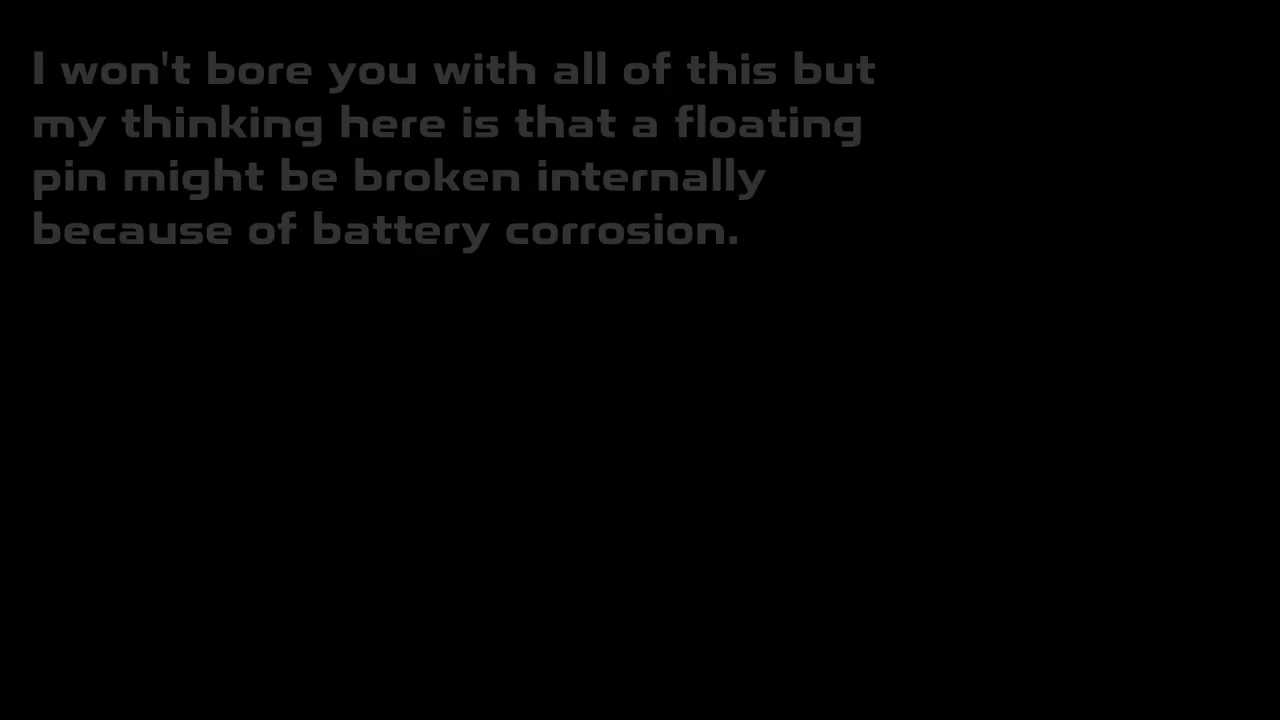 I won't bore you with all of this but
my thinking here is that a floating
pin might be broken internally
because of battery corrosion.